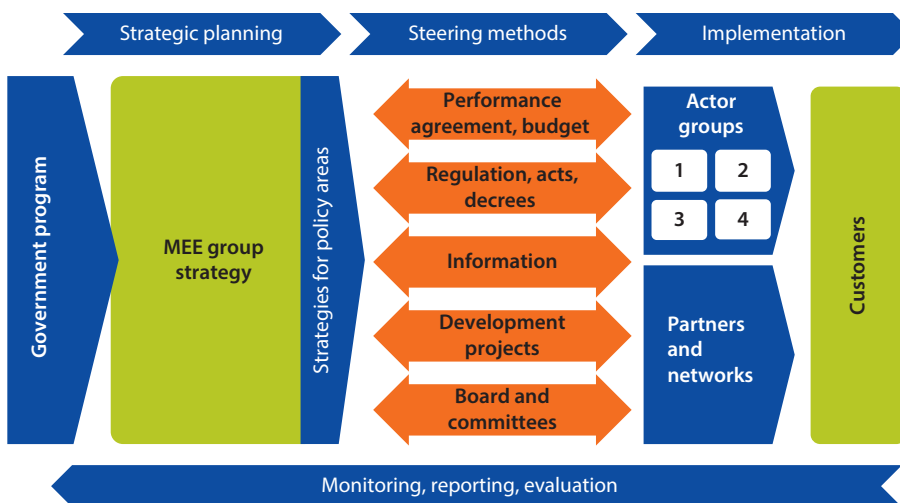 Strategic planning
Steering methods
Implementation
Government program
MEE group
strategy
Strategies for policy areas
Performance
agreement, budget
Regulation, acts,
decrees
Information
Development
projects
Board and
committees
Actor
groups
1
2
3
4
Partners
and
networks
Customers
Monitoring, reporting, evaluation